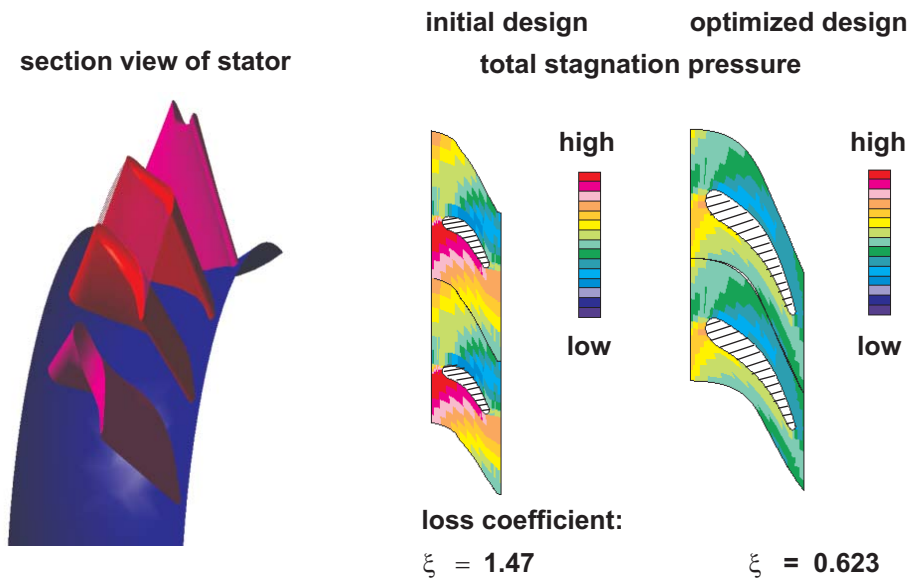 initial design
optimized design
section view of stator
total stagnation pressure
high
high
low
low
loss coefficient:
ξ = 1.47
ξ = 0.623